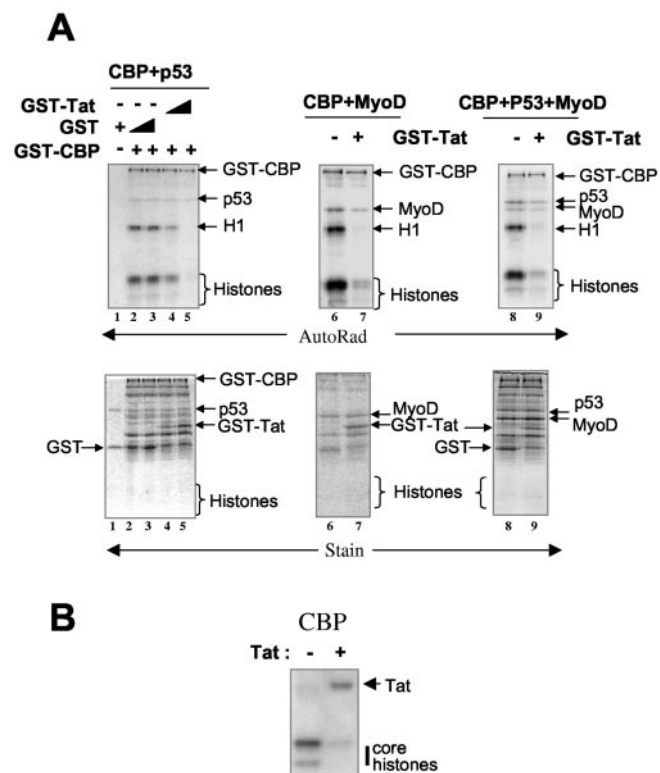 A
CBP+p53
GST-Tat - - -
GST +
GST-CBP - + + + +
GST-CBP
p53
H1
Histones
1 2 3 4 5
CBP+MyoD
- + GST-Tat
GST-CBP
MyoD
H1
Histones
6 7
CBP+P53+MyoD
- + GST-Tat
GST-CBP
p53
MyoD
H1
Histones
8 9
AutoRad
GST-CBP
p53
GST-Tat
GST
Histones
1 2 3 4 5
MyoD
GST-Tat
GST
Histones
6 7
p53
MyoD
8 9
Stain
B
CBP
Tat : - +
Tat
core
histones